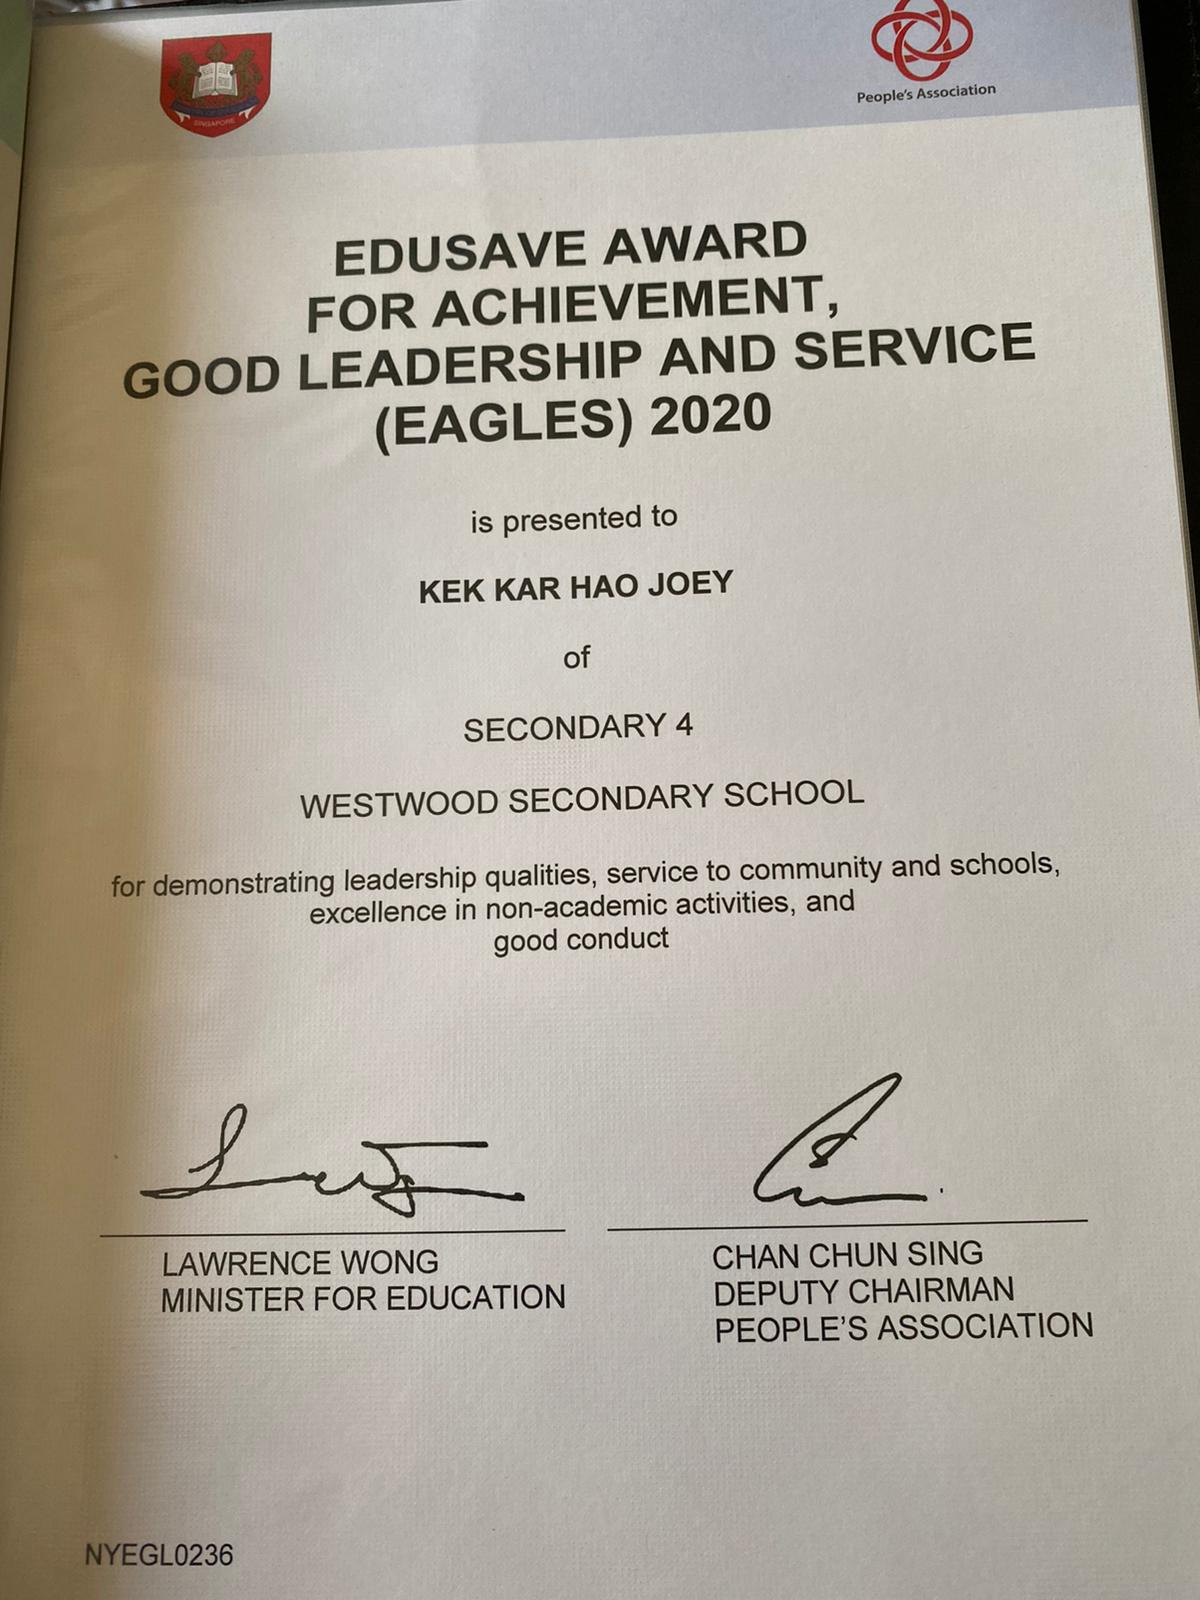 SINGAPORE
People's Association
EDUSAVE AWARD
FOR ACHIEVEMENT,
GOOD LEADERSHIP AND SERVICE
(EAGLES) 2020
is presented to
KEK KAR HAO JOEY
of
SECONDARY 4
WESTWOOD SECONDARY SCHOOL
for demonstrating leadership qualities, service to community and schools,
excellence in non-academic activities, and
good conduct
LAWRENCE WONG
MINISTER FOR EDUCATION
CHAN CHUN SING
DEPUTY CHAIRMAN
PEOPLE'S ASSOCIATION
NYEGL0236